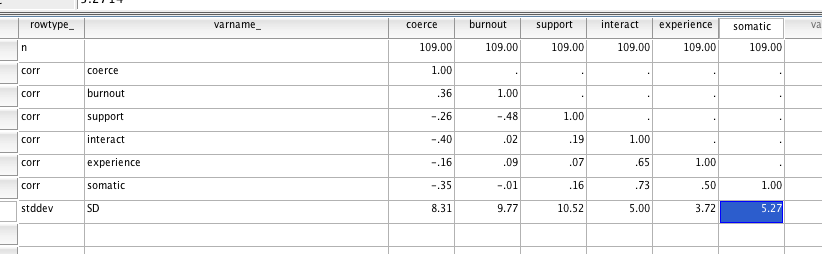 rowtype_ varname_ coerce burnout support interact experience somatic va
n 109.00 109.00 109.00 109.00 109.00 109.00
corr coerce 1.00 . . . . .
corr burnout .36 1.00 . . . .
corr support -.26 -.48 1.00 . . .
corr interact -.40 .02 .19 1.00 . .
corr experience -.16 .09 .07 .65 1.00 .
corr somatic -.35 -.01 .16 .73 .50 1.00
stddev SD 8.31 9.77 10.52 5.00 3.72 5.27